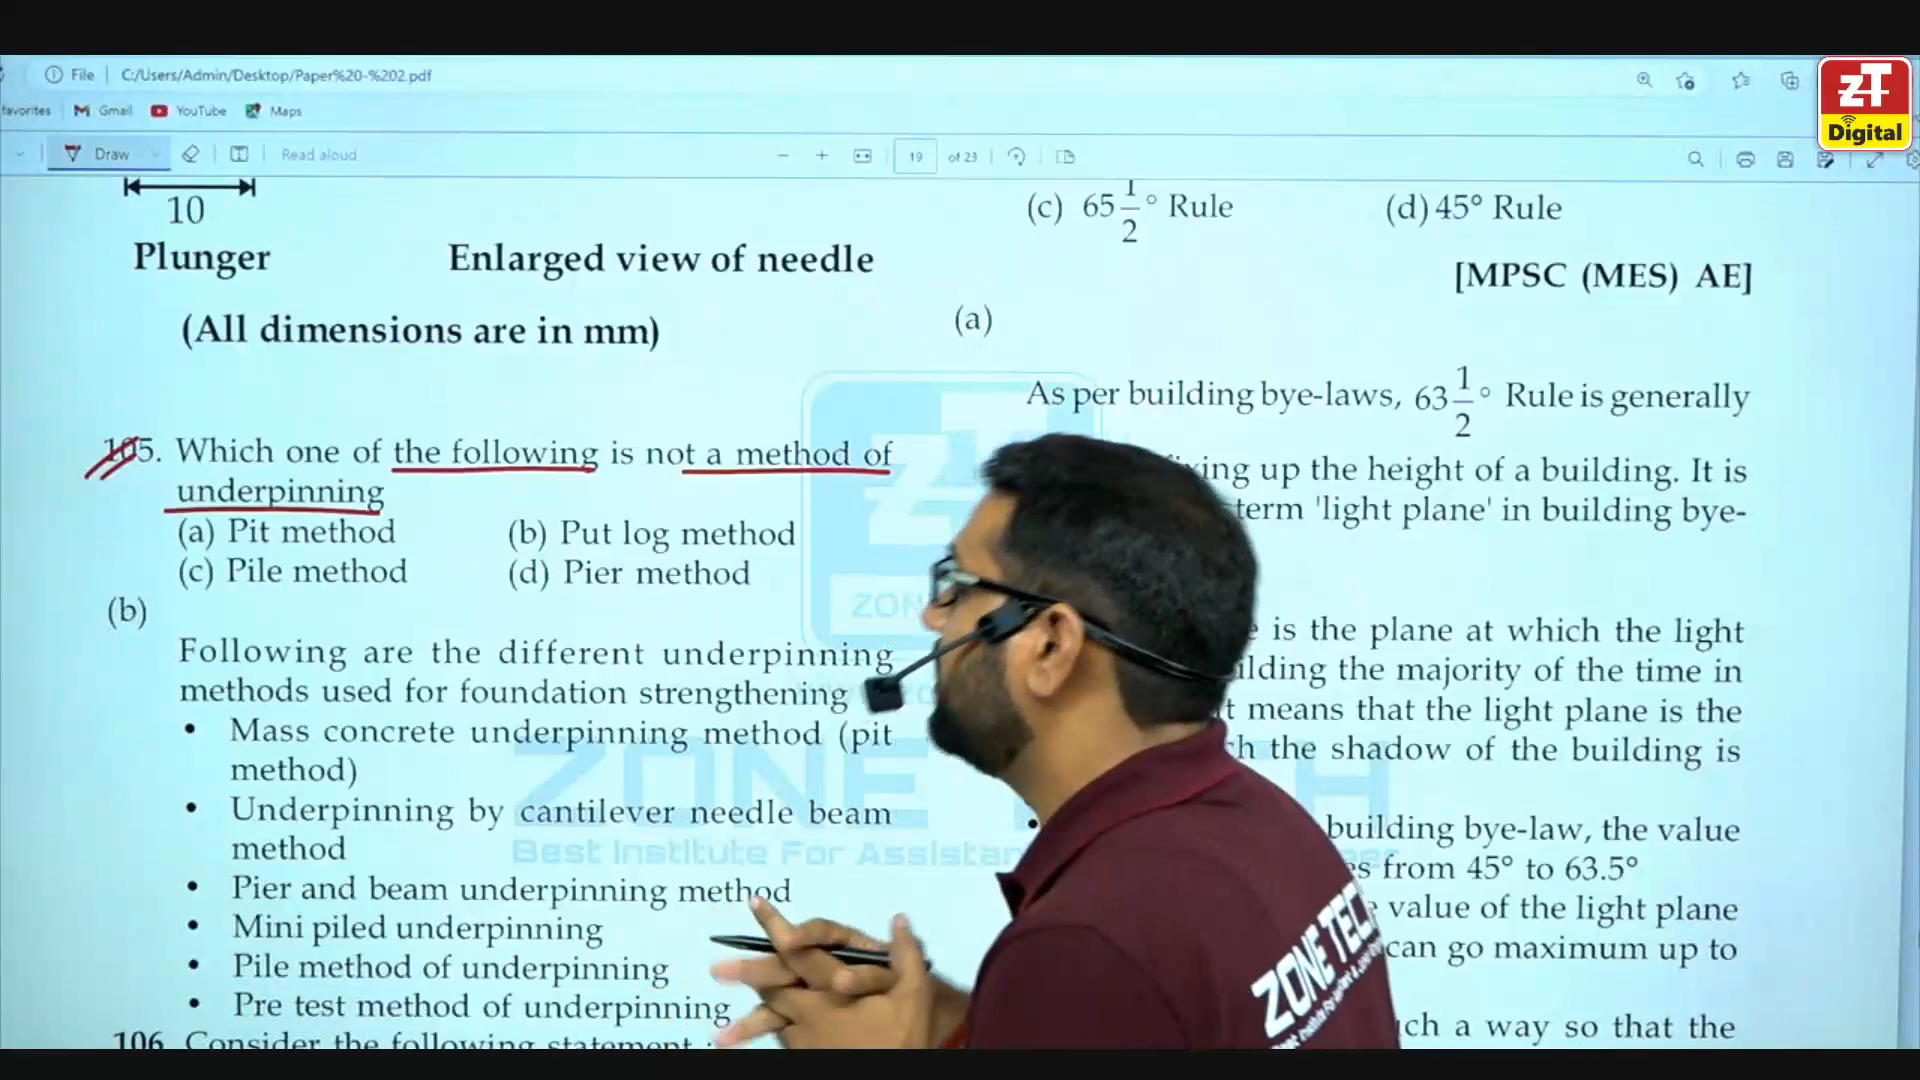 File
C:/Users/Admin/Desktop/Paper%20-%202.pdf
favorites
Gmail
YouTube
Maps
zT
Digital
Draw
Read aloud
19
of 23
10
Plunger
Enlarged view of needle
(All dimensions are in mm)
105. Which one of the following is not a method of
underpinning
(a) Pit method
(b) Put log method
(c) Pile method
(d) Pier method
(b)
Following are the different underpinning
methods used for foundation strengthening
• Mass concrete underpinning method (pit
method)
• Underpinning by cantilever needle beam
method
• Pier and beam underpinning method
• Mini piled underpinning
• Pile method of underpinning
• Pre test method of underpinning
106. Consider the following statement :
(c) 65 1/2° Rule
(d) 45° Rule
[MPSC (MES) AE]
(a)
As per building bye-laws, 63 1/2° Rule is generally
up the height of a building. It is
term 'light plane' in building bye-
is the plane at which the light
the majority of the time in
means that the light plane is the
the shadow of the building is
•
building bye-law, the value
from 45° to 63.5°
value of the light plane
can go maximum up to
a way so that the
ZONE TECH
Best Institute For
ZONE TECH